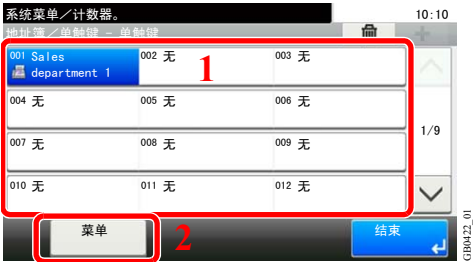 系统菜单／计数器。 10:10
地址簿／单触键 - 单触键
001 Sales department 1 002 无 1 003 无
004 无 005 无 006 无
1/9
007 无 008 无 009 无
010 无 011 无 012 无
菜单 2 结束
GB0422_01